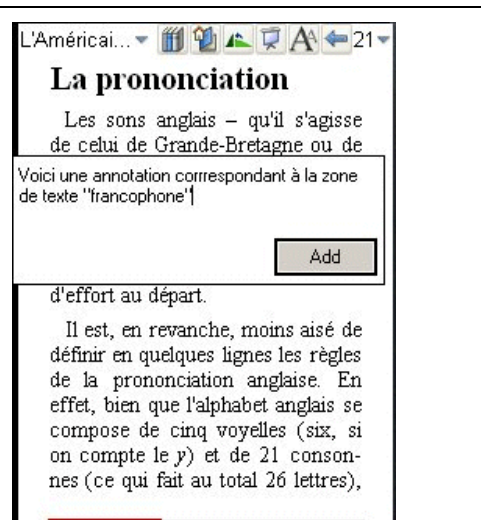 L'Américai... 21
La prononciation
Les sons anglais – qu'il s'agisse
de celui de Grande-Bretagne ou de
Voici une annotation corrrespondant à la zone
de texte "francophone"
Add
d'effort au départ.
Il est, en revanche, moins aisé de
définir en quelques lignes les règles
de la prononciation anglaise. En
effet, bien que l'alphabet anglais se
compose de cinq voyelles (six, si
on compte le y) et de 21 conson-
nes (ce qui fait au total 26 lettres),